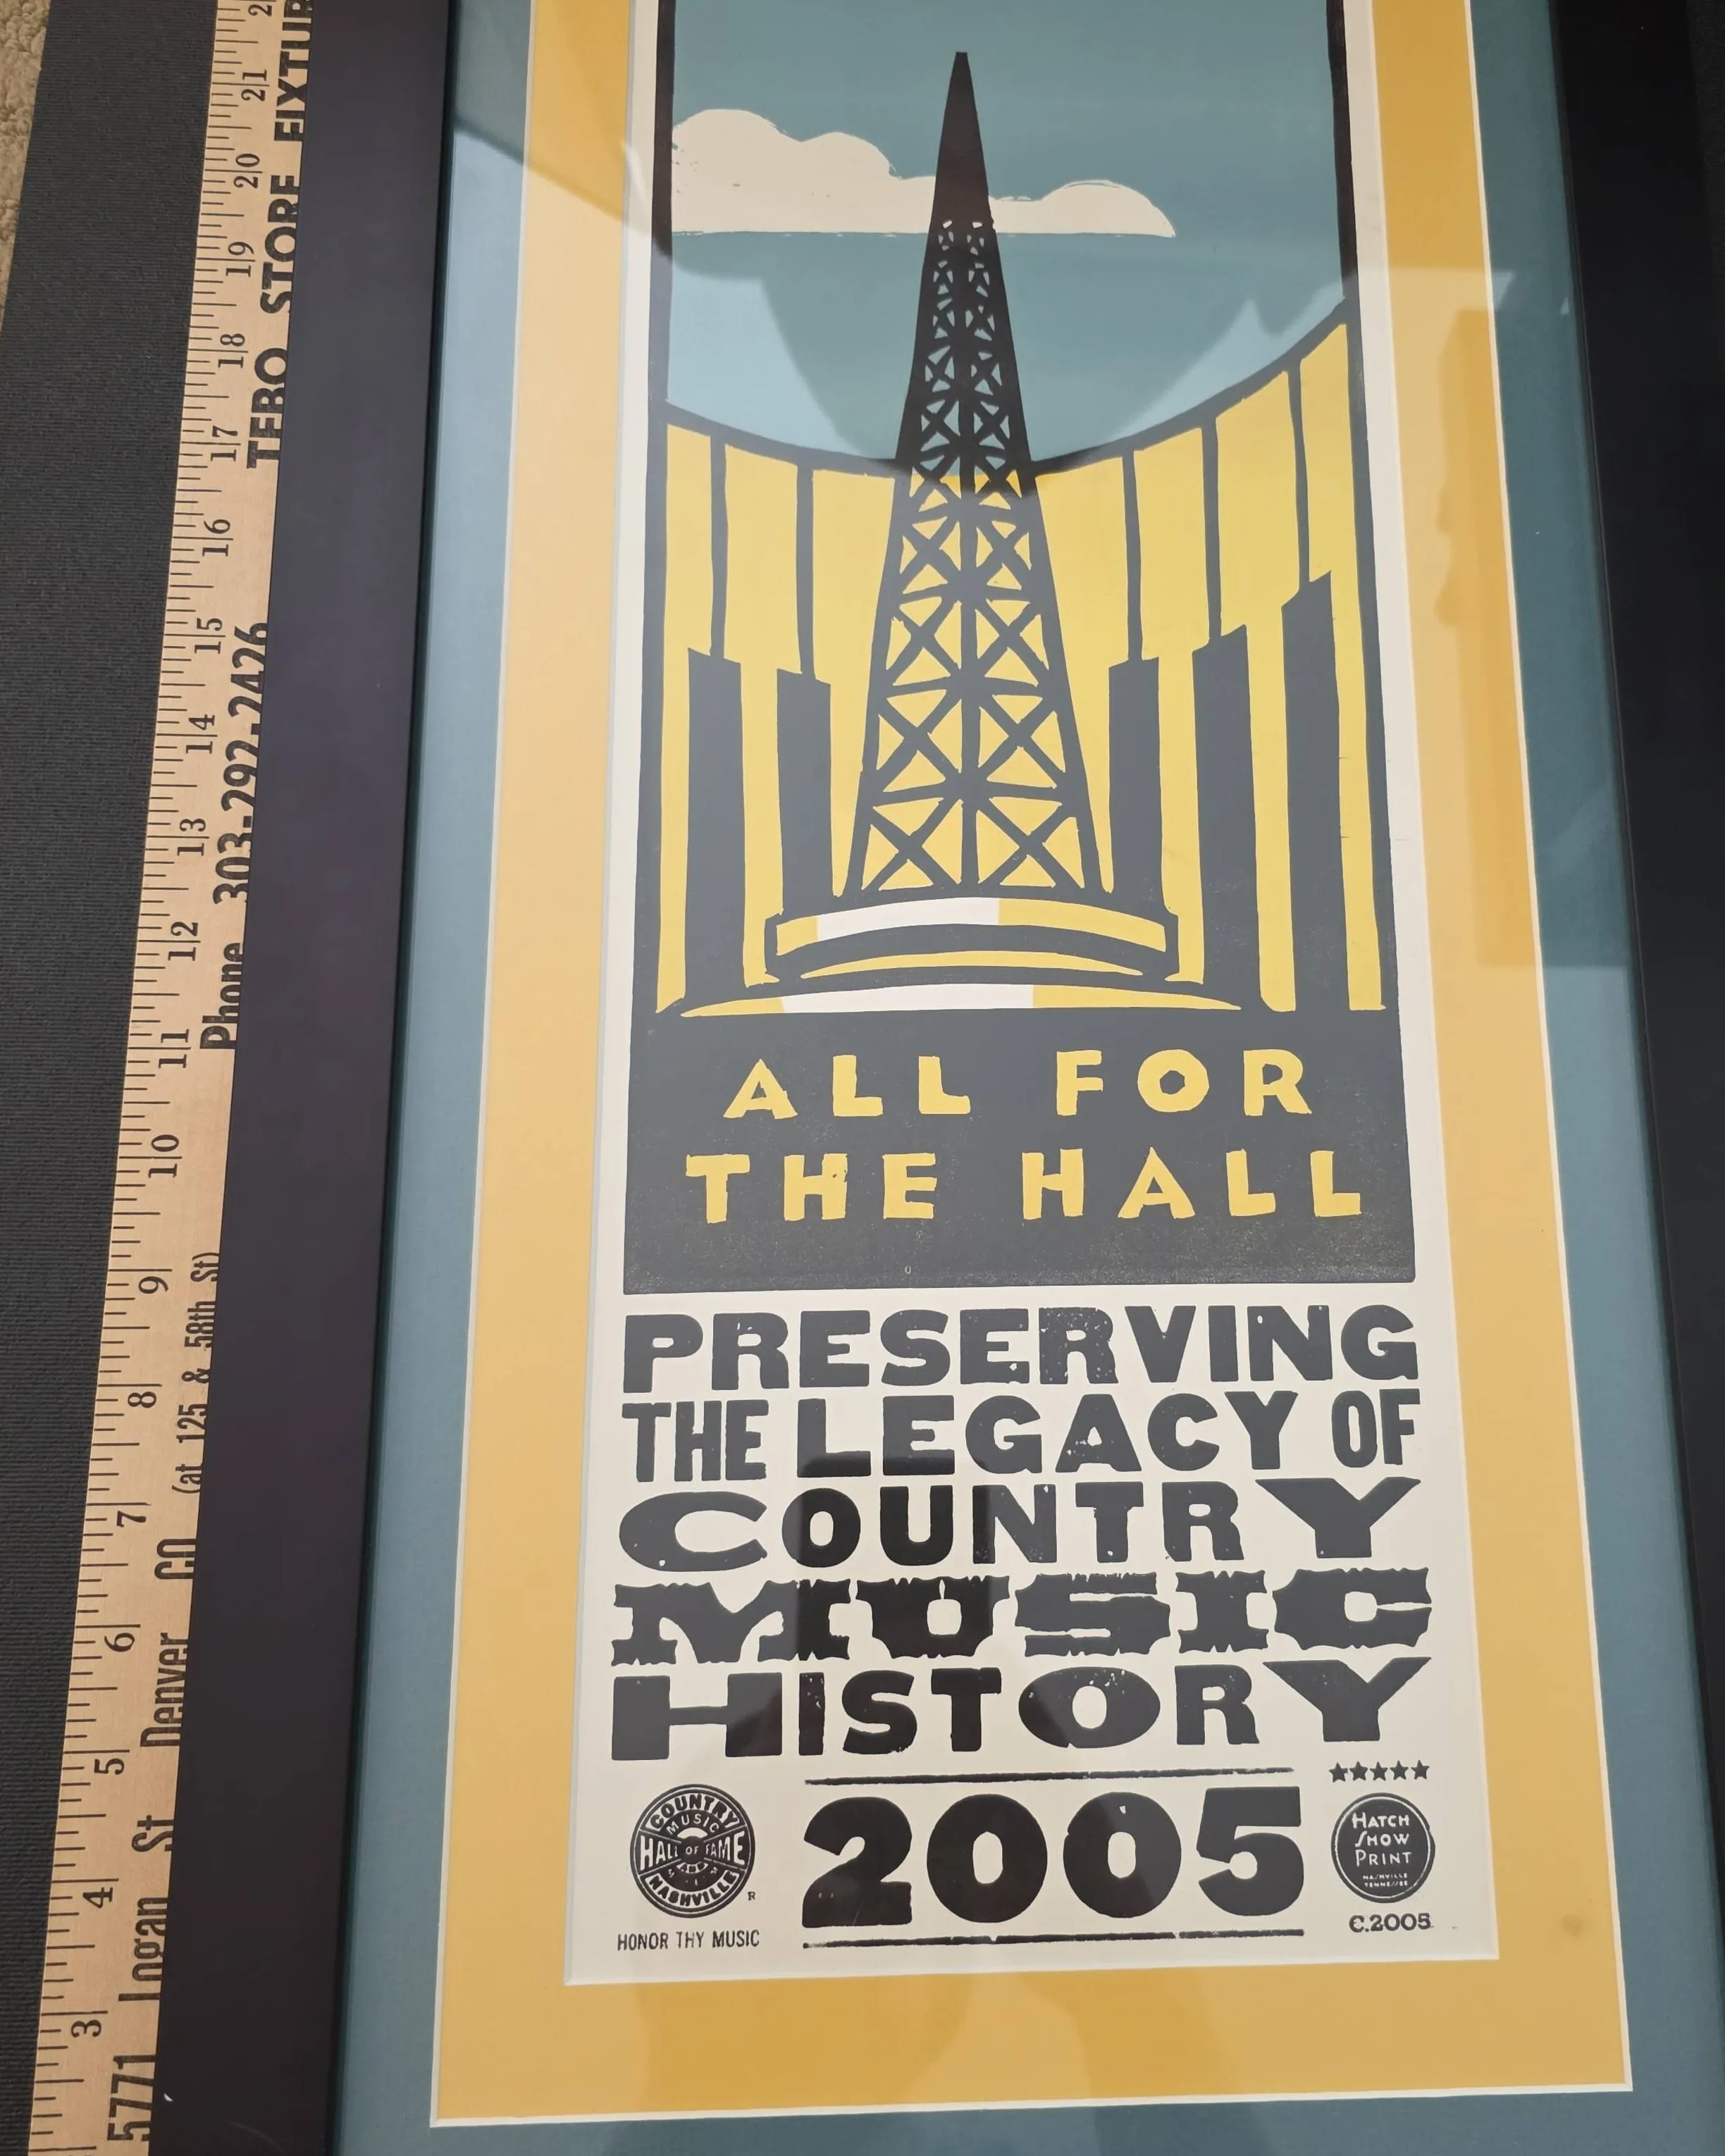 ALL FOR
THE HALL
PRESERVING
THE LEGACY OF
COUNTRY
MUSIC
HISTORY
2005
COUNTRY
MUSIC
HALL OF FAME
NASHVILLE
R
HONOR THY MUSIC
HATCH
SHOW
PRINT
NASHVILLE
TENNESSEE
C.2005
5771 Logan St Denver CO (at 125 & 58th St) Phone 303-292-2426 TEBO STORE
3 4 5 6 7 8 9 10 11 12 13 14 15 16 17 18 19 20 21